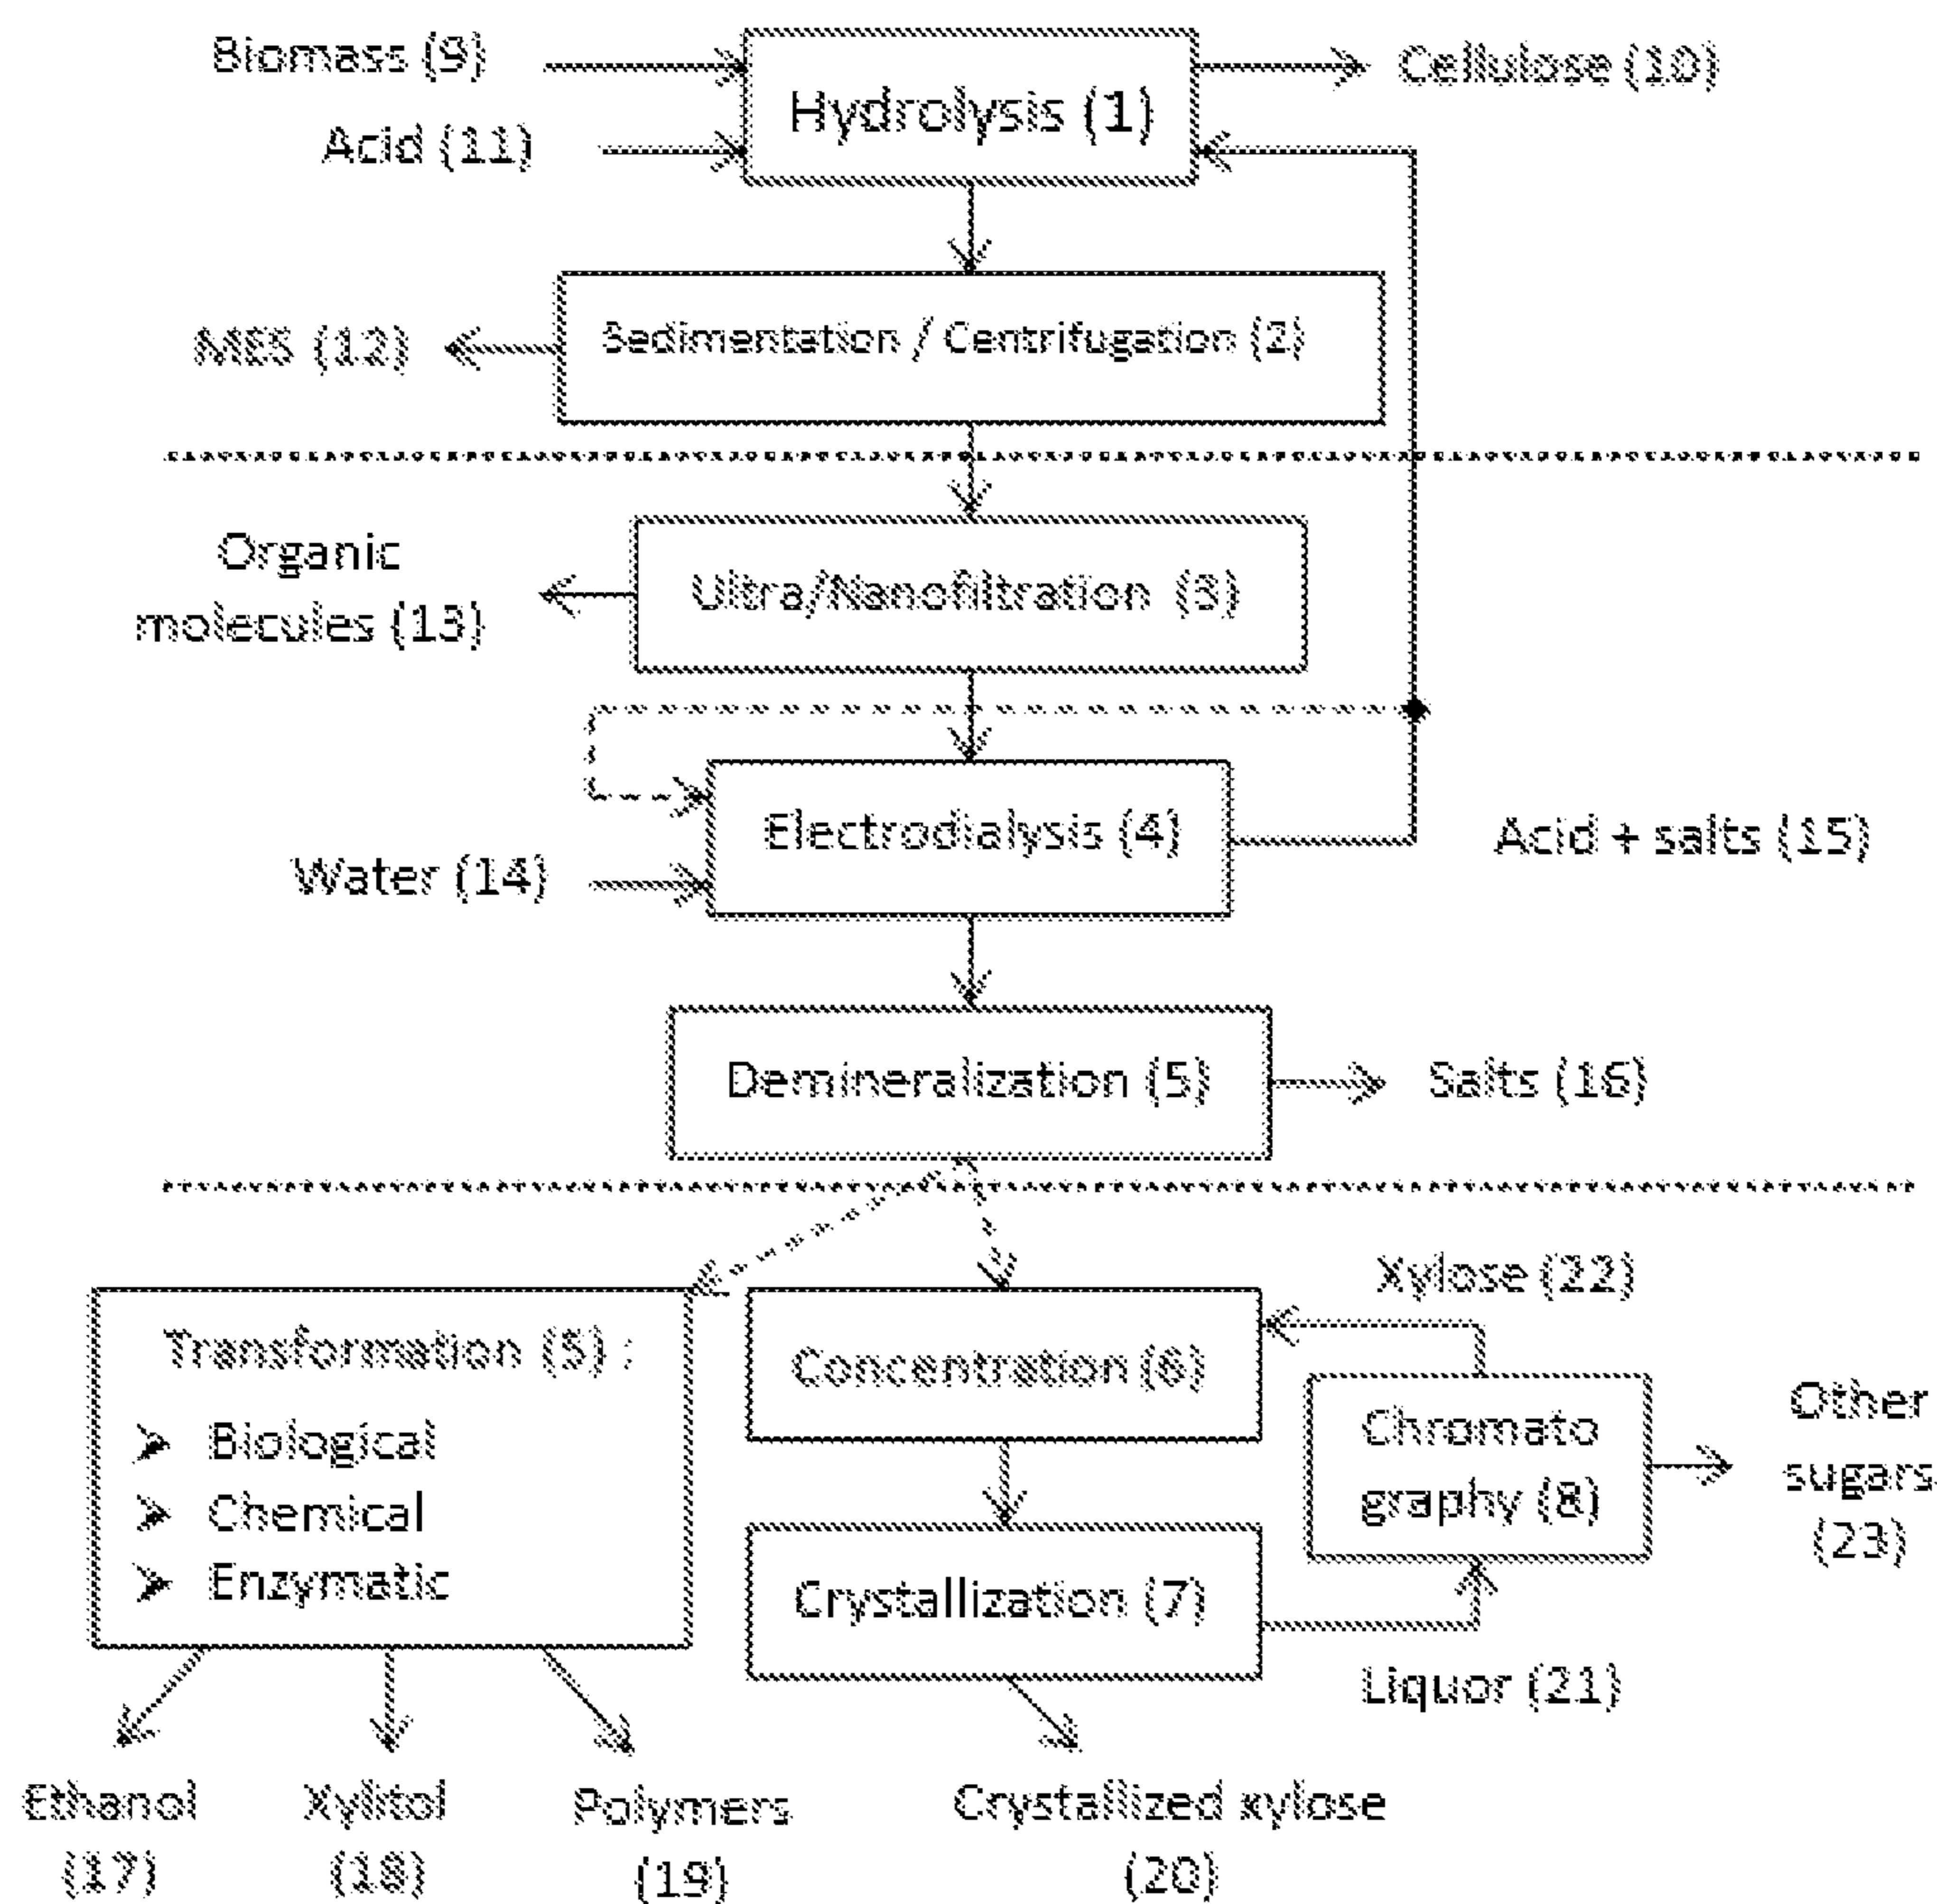 Biomass (9)
Hydrolysis (1)
Cellulose (10)
Acid (11)
MES (12)
Sedimentation / Centrifugation (2)
Organic
molecules (13)
Ultra/Nanofiltration (3)
Electrodialysis (4)
Water (14)
Acid + salts (15)
Demineralization (5)
Salts (16)
Transformation (5) :
➤ Biological
➤ Chemical
➤ Enzymatic
Concentration (6)
Xylose (22)
Chromato
graphy (8)
Other
sugars
(23)
Crystallization (7)
Liquor (21)
Ethanol
(17)
Xylitol
(18)
Polymers
(19)
Crystallized xylose
(20)